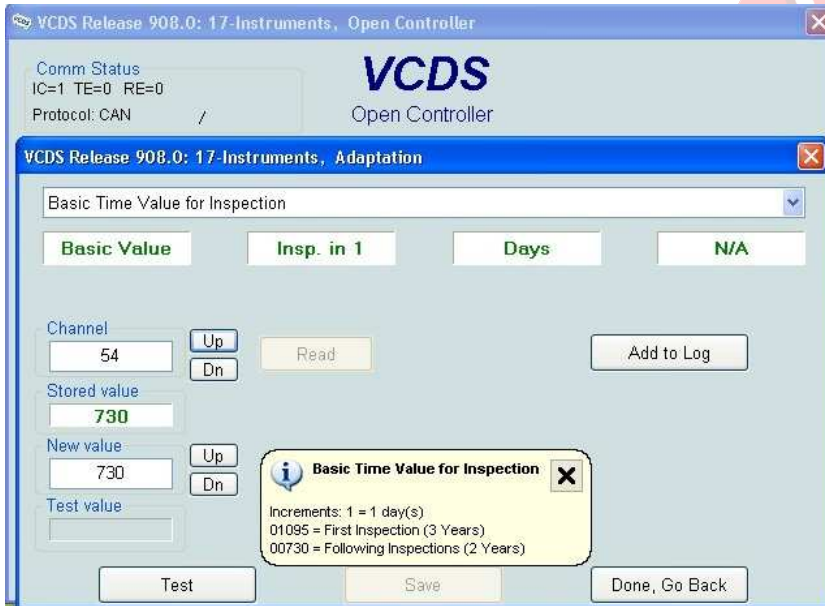 VCDS Release 908.0: 17-Instruments, Open Controller
Comm Status
IC=1 TE=0 RE=0
Protocol: CAN /
VCDS
Open Controller
VCDS Release 908.0: 17-Instruments, Adaptation
Basic Time Value for Inspection
Basic Value Insp. in 1 Days N/A
Channel
54
Up
Dn
Read
Add to Log
Stored value
730
New value
730
Up
Dn
Test value
Basic Time Value for Inspection
Increments: 1 = 1 day(s)
01095 = First Inspection (3 Years)
00730 = Following Inspections (2 Years)
Test Save Done, Go Back